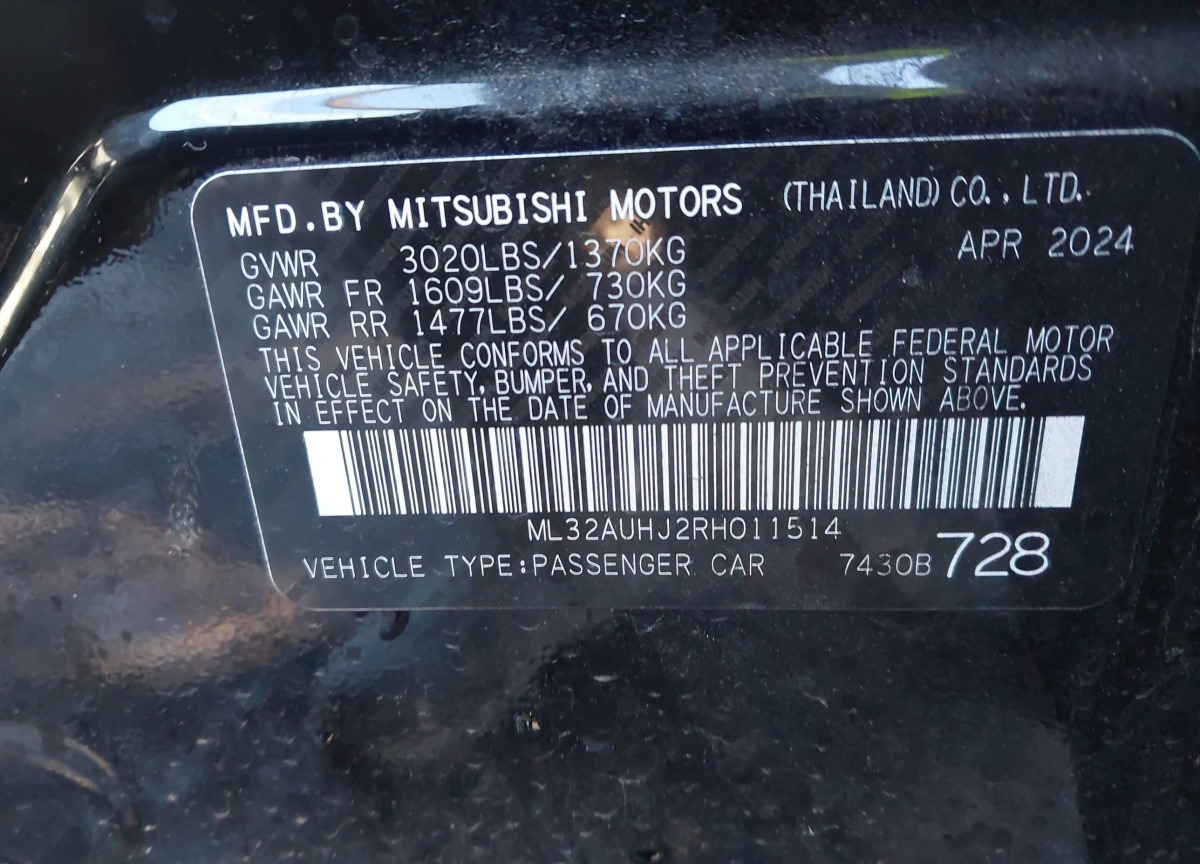 MFD.BY MITSUBISHI MOTORS (THAILAND) CO., LTD.
APR 2024
GVWR 3020LBS/1370KG
GAWR FR 1609LBS/ 730KG
GAWR RR 1477LBS/ 670KG
THIS VEHICLE CONFORMS TO ALL APPLICABLE FEDERAL MOTOR
VEHICLE SAFETY, BUMPER, AND THEFT PREVENTION STANDARDS
IN EFFECT ON THE DATE OF MANUFACTURE SHOWN ABOVE.
ML32AUHJ2RH011514
VEHICLE TYPE:PASSENGER CAR 7430B 728